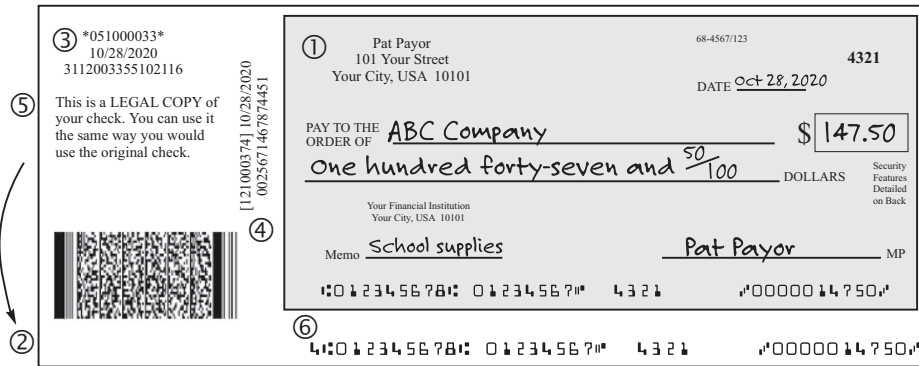 ③ *051000033*
10/28/2020
3112003355102116
⑤
This is a LEGAL COPY of
your check. You can use it
the same way you would
use the original check.
[121000374] 10/28/2020
00256714678 74451
④
②
①
Pat Payor
101 Your Street
Your City, USA 10101
68-4567/123
4321
DATE Oct 28, 2020
PAY TO THE
ORDER OF ABC Company $ 147.50
One hundred forty-seven and 50/100 DOLLARS
Security
Features
Detailed
on Back
Your Financial Institution
Your City, USA 10101
Memo School supplies Pat Payor MP
⑆012345678⑆ 01234567⑈ 4321 ⑇0000014750⑇
⑥
4⑆012345678⑆ 01234567⑈ 4321 ⑇0000014750⑇